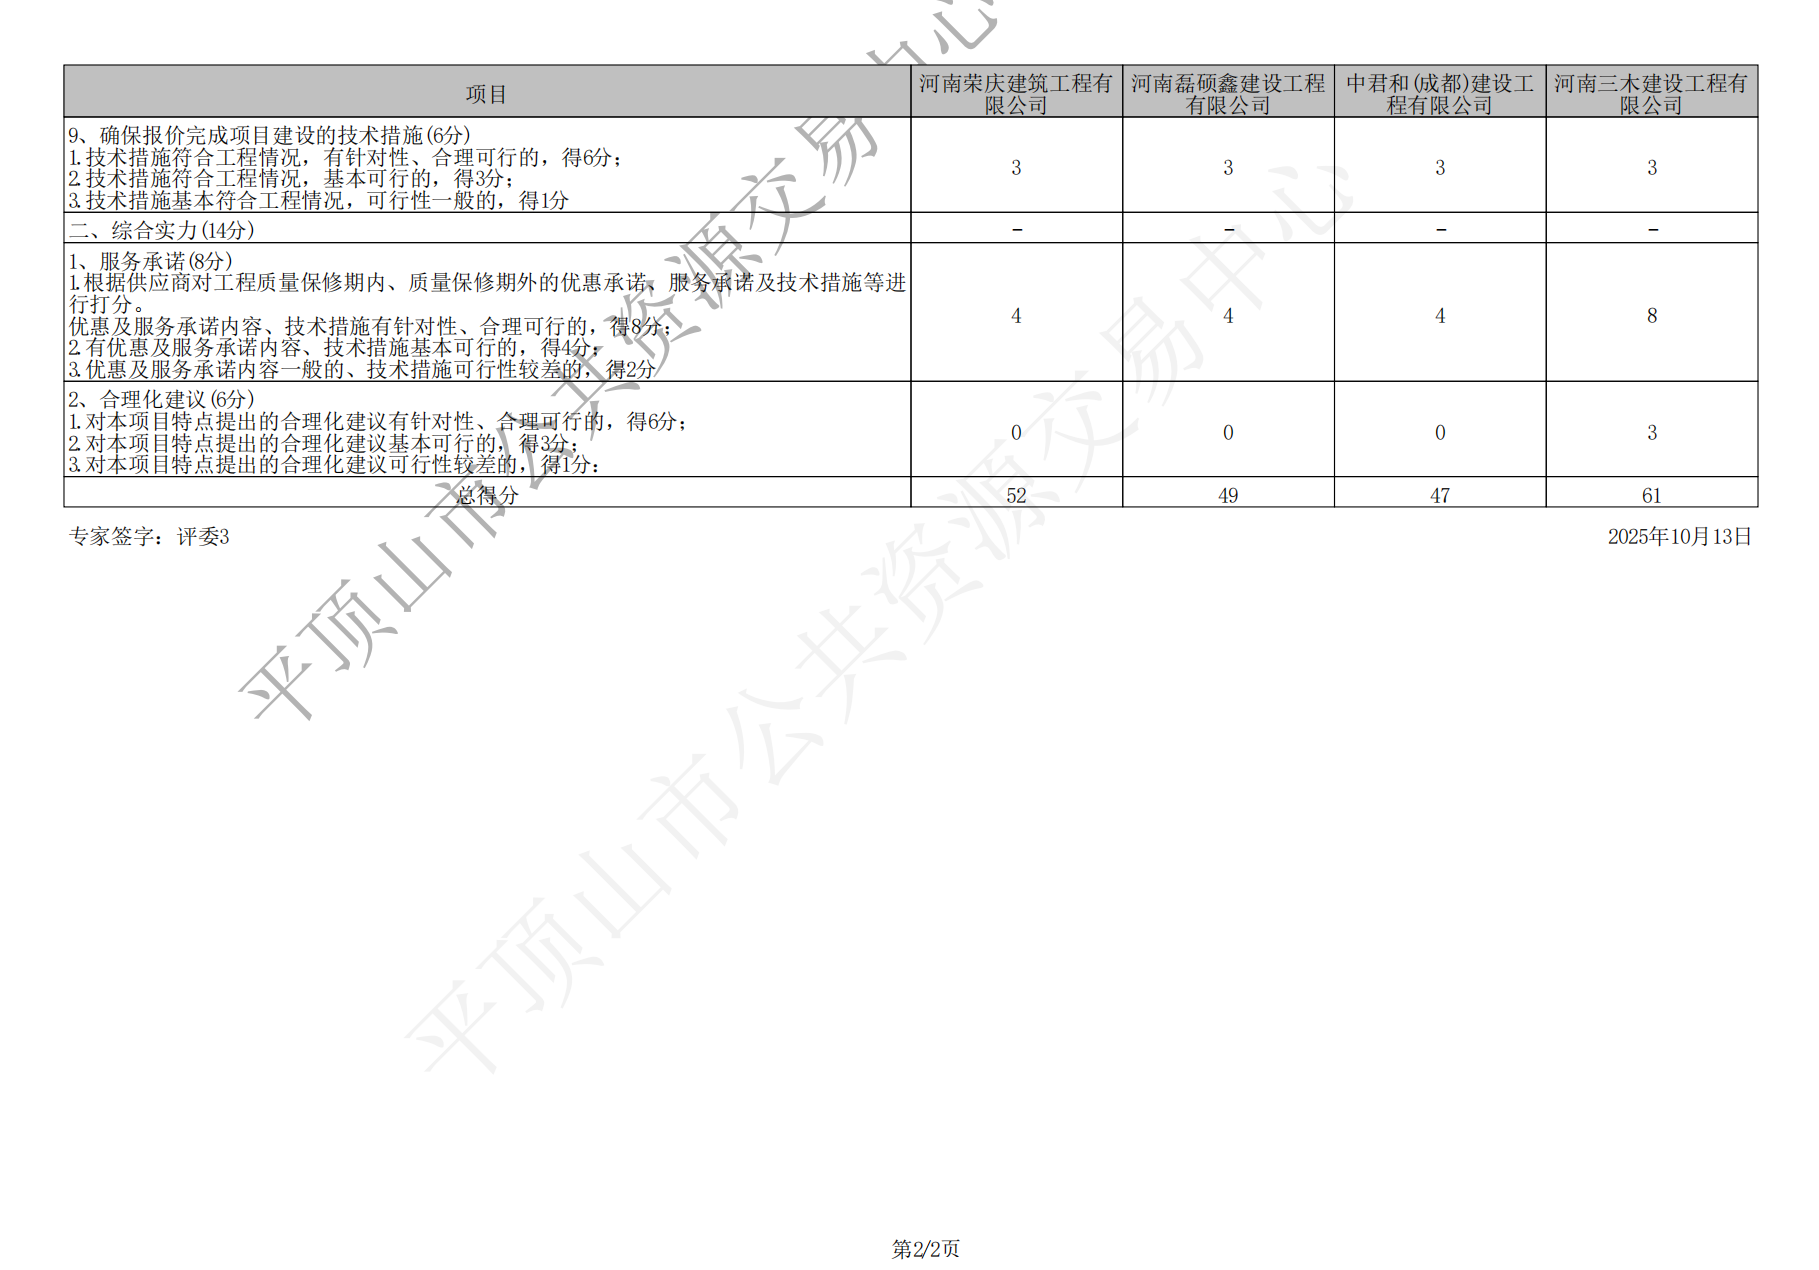 项目
河南荣庆建筑工程有
限公司
河南磊硕鑫建设工程
有限公司
中君和(成都)建设工
程有限公司
河南三木建设工程有
限公司
9、确保报价完成项目建设的技术措施(6分)
1.技术措施符合工程情况，有针对性、合理可行的，得6分；
2.技术措施符合工程情况，基本可行的，得3分；
3.技术措施基本符合工程情况，可行性一般的，得1分
3
3
3
3
二、综合实力(14分)
-
-
-
-
1、服务承诺(8分)
1.根据供应商对工程质量保修期内、质量保修期外的优惠承诺、服务承诺及技术措施等进
行打分。
优惠及服务承诺内容、技术措施有针对性、合理可行的，得8分；
2.有优惠及服务承诺内容、技术措施基本可行的，得4分；
3.优惠及服务承诺内容一般的、技术措施可行性较差的，得2分
4
4
4
8
2、合理化建议(6分)
1.对本项目特点提出的合理化建议有针对性、合理可行的，得6分；
2.对本项目特点提出的合理化建议基本可行的，得3分；
3.对本项目特点提出的合理化建议可行性较差的，得1分：
0
0
0
3
总得分
52
49
47
61
专家签字：评委3
2025年10月13日
平顶山市公共资源交易中心
平顶山市公共资源交易中心
第2/2页